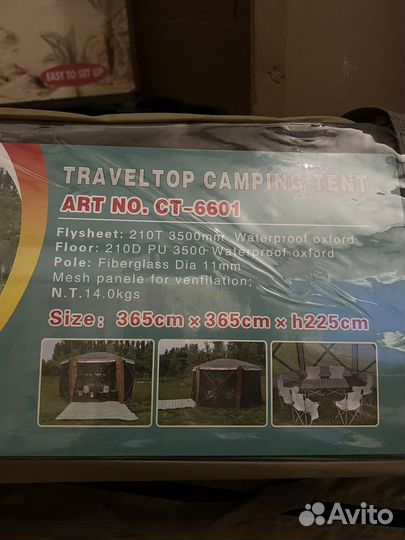 EASY TO SET UP
TRAVELTOP CAMPING TENT
ART NO. CT-6601
Flysheet: 210T 3500mm Waterproof oxford
Floor: 210D PU 3500 Waterproof oxford
Pole: Fiberglass Dia 11mm
Mesh panele for ventilation;
N.T.14.0kgs
Size: 365cm × 365cm × h225cm
Avito